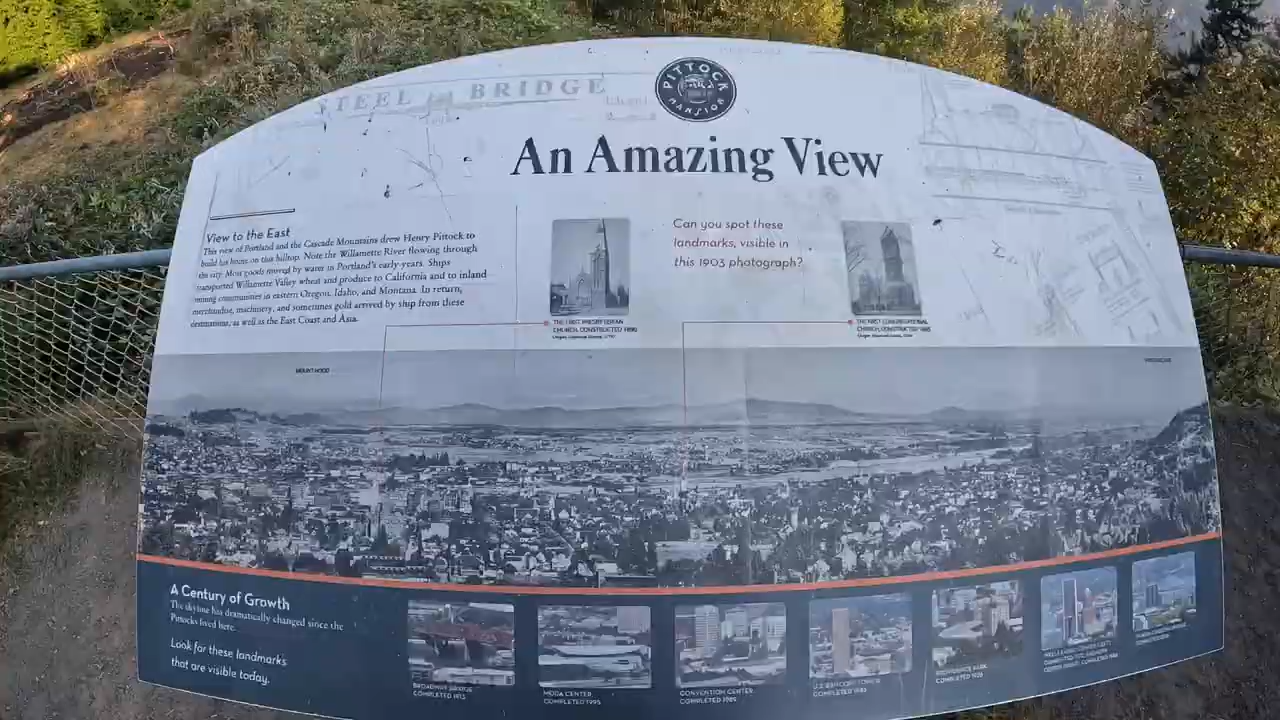 STEEL BRIDGE
PITTOCK
MANSION
An Amazing View
View to the East
This view of Portland and the Cascade Mountains drew Henry Pittock to
build his home on this hilltop. Note the Willamette River flowing through
the city. Most goods moved by water in Portland's early years. Ships
transported Willamette Valley wheat and produce to California and to inland
mining communities in eastern Oregon, Idaho, and Montana. In return,
merchandise, machinery, and sometimes gold arrived by ship from these
destinations, as well as the East Coast and Asia.
THE FIRST PRESBYTERIAN
CHURCH, CONSTRUCTED 1890
Can you spot these
landmarks, visible in
this 1903 photograph?
THE FIRST CONGREGATIONAL
CHURCH, CONSTRUCTED
MOUNT HOOD
A Century of Growth
The skyline has dramatically changed since the
Pittocks lived here.
Look for these landmarks
that are visible today.
BROADWAY BRIDGE
COMPLETED 1913
MODA CENTER
COMPLETED 1995
CONVENTION CENTER
COMPLETED 1989
U.S. BANCORP TOWER
COMPLETED 1983
PROVIDENCE PARK
COMPLETED 1926